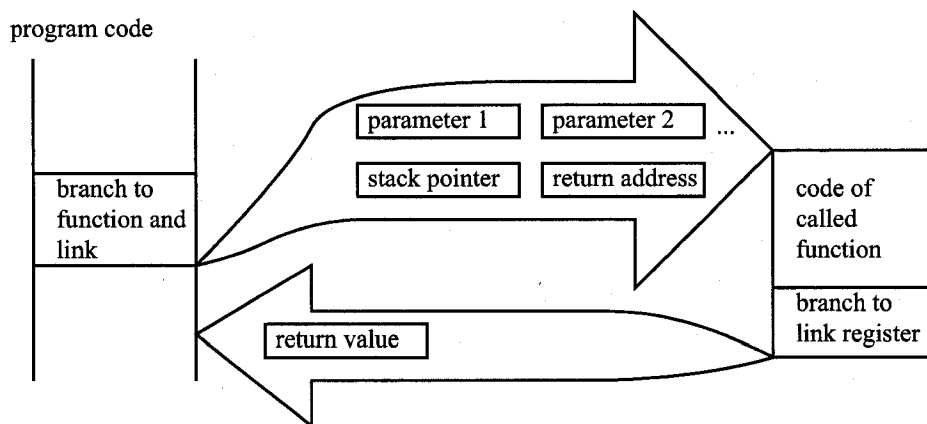 program code
parameter 1
parameter 2
...
stack pointer
return address
branch to
function and
link
code of
called
function
branch to
link register
return value